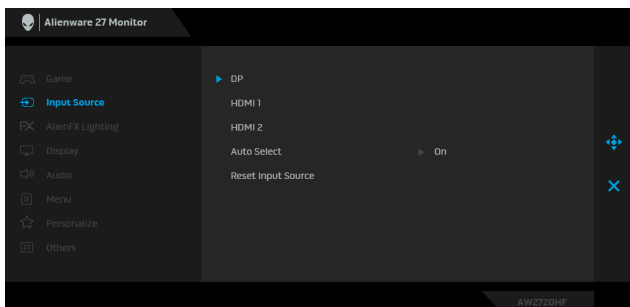 Alienware 27 Monitor
Game
Input Source
AlienFX Lighting
Display
Audio
Menu
Personalize
Others
DP
HDMI 1
HDMI 2
Auto Select On
Reset Input Source
AW2720HF